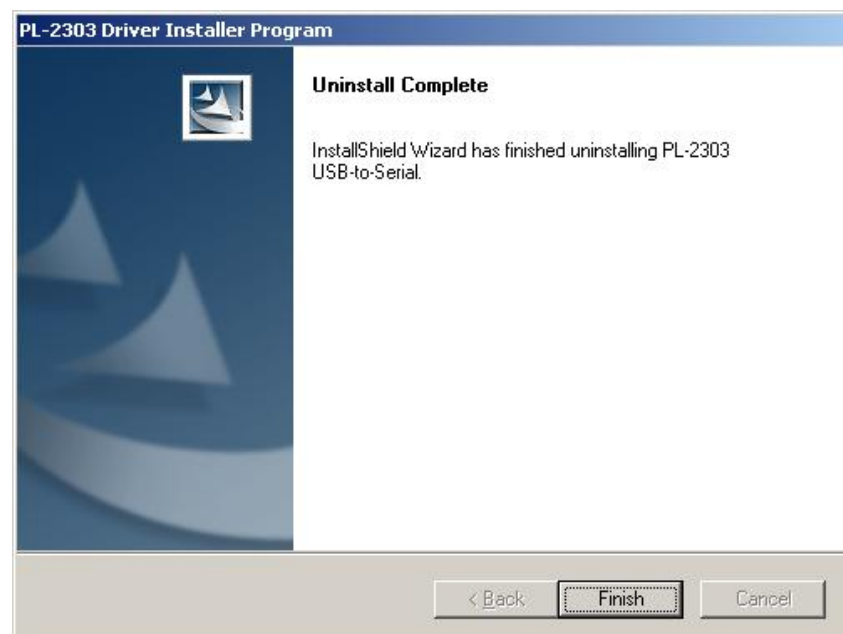 PL-2303 Driver Installer Program
Uninstall Complete
InstallShield Wizard has finished uninstalling PL-2303
USB-to-Serial.
< Back
Finish
Cancel